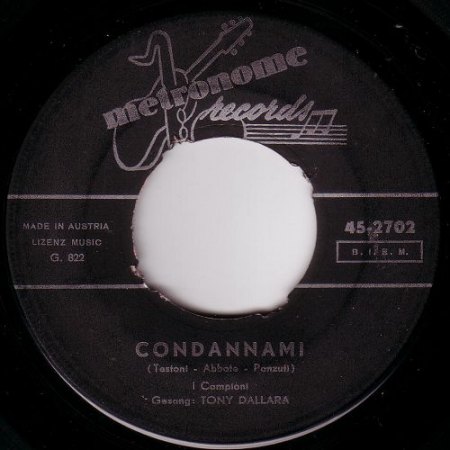 metronome
records
MADE IN AUSTRIA
LIZENZ MUSIC
G. 822
45-2702
B. I. S. M.
CONDANNAMI
(Testoni - Abbate - Panzuti)
I Campioni
Gesang: TONY DALLARA